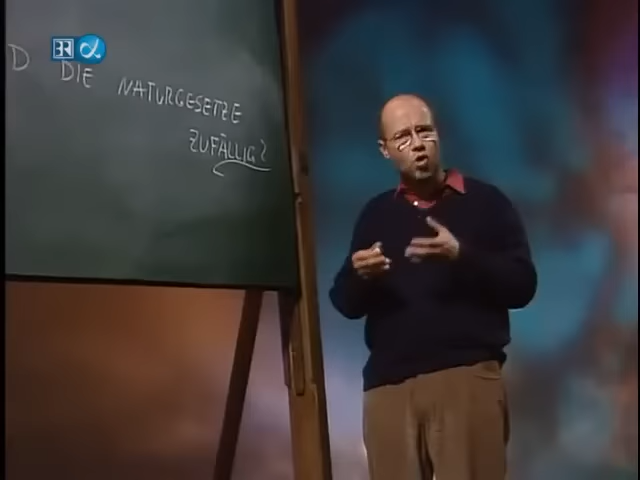 BR α
D DIE NATURGESETZE
ZUFÄLLIG?